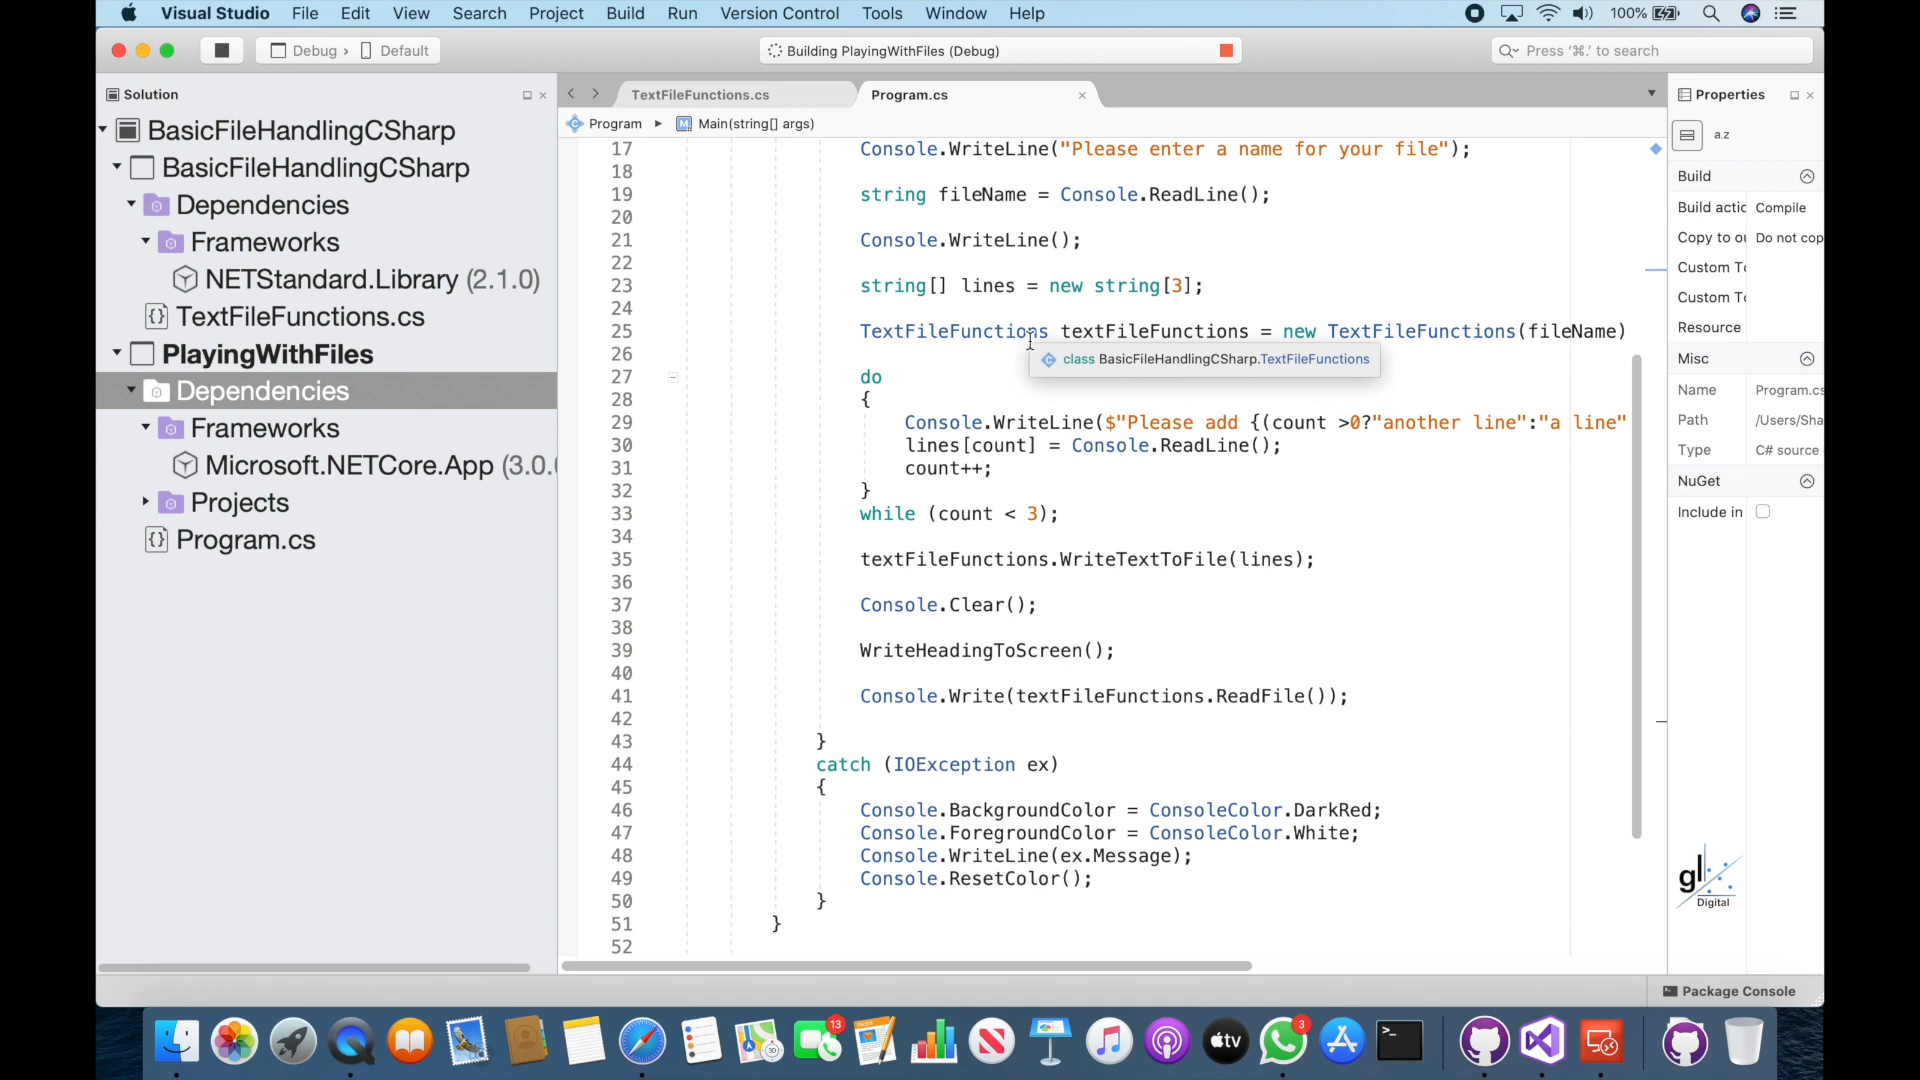 Visual Studio File Edit View Search Project Build Run Version Control Tools Window Help 100%
Debug › Default
Building PlayingWithFiles (Debug)
Press ‘⌘.’ to search
Solution
BasicFileHandlingCSharp
BasicFileHandlingCSharp
Dependencies
Frameworks
NETStandard.Library (2.1.0)
TextFileFunctions.cs
PlayingWithFiles
Dependencies
Frameworks
Microsoft.NETCore.App (3.0.
Projects
Program.cs
TextFileFunctions.cs Program.cs
Program Main(string[] args)
17 Console.WriteLine("Please enter a name for your file");
18
19 string fileName = Console.ReadLine();
20
21 Console.WriteLine();
22
23 string[] lines = new string[3];
24
25 TextFileFunctions textFileFunctions = new TextFileFunctions(fileName)
26
class BasicFileHandlingCSharp.TextFileFunctions
27 do
28 {
29 Console.WriteLine($"Please add {(count >0?"another line":"a line"
30 lines[count] = Console.ReadLine();
31 count++;
32 }
33 while (count < 3);
34
35 textFileFunctions.WriteTextToFile(lines);
36
37 Console.Clear();
38
39 WriteHeadingToScreen();
40
41 Console.Write(textFileFunctions.ReadFile());
42
43 }
44 catch (IOException ex)
45 {
46 Console.BackgroundColor = ConsoleColor.DarkRed;
47 Console.ForegroundColor = ConsoleColor.White;
48 Console.WriteLine(ex.Message);
49 Console.ResetColor();
50 }
51 }
52
Properties
a.z
Build
Build actic Compile
Copy to ou Do not cop
Custom To
Custom To
Resource
Misc
Name Program.cs
Path /Users/Sha
Type C# source
NuGet
Include in
gl
Digital
Package Console
13
3D
tv
3